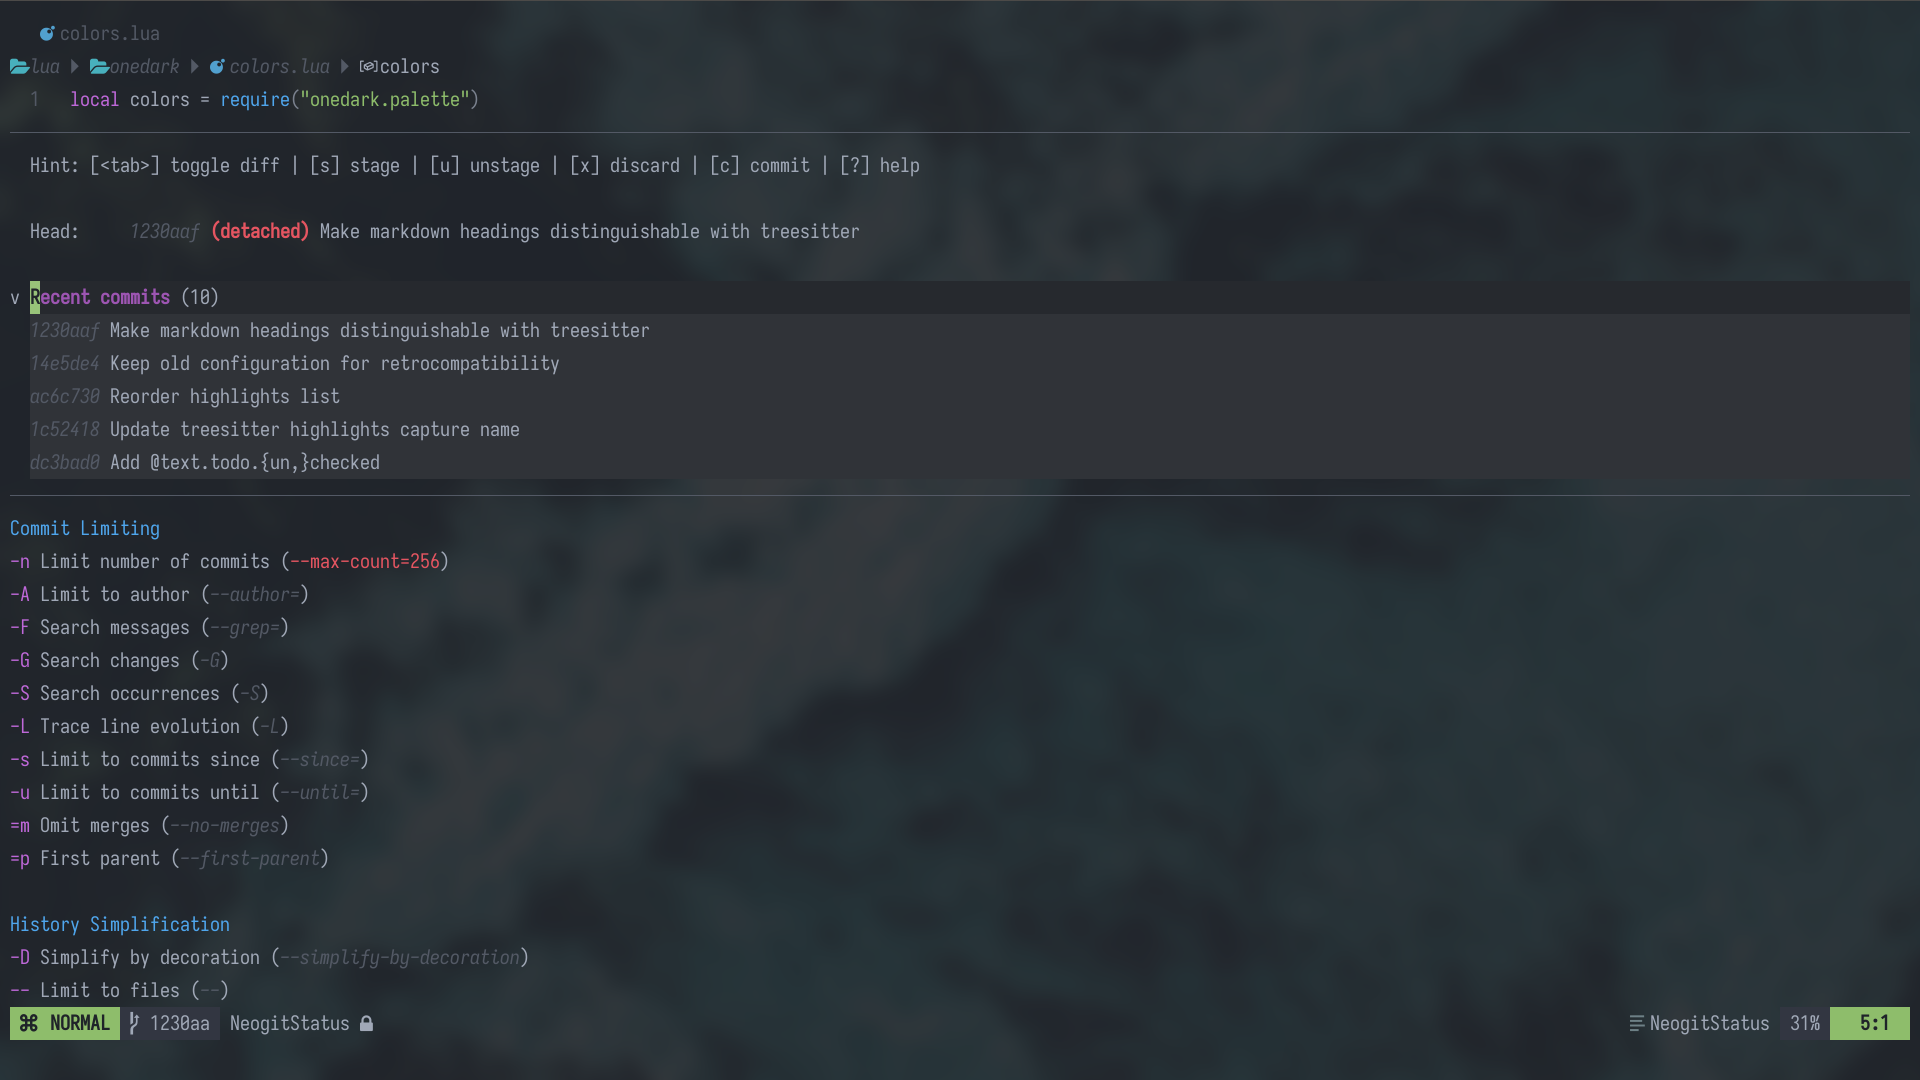 colors.lua
lua onedark colors.lua colors
1 local colors = require("onedark.palette")
Hint: [<tab>] toggle diff | [s] stage | [u] unstage | [x] discard | [c] commit | [?] help
Head: 1230aaf (detached) Make markdown headings distinguishable with treesitter
v Recent commits (10)
1230aaf Make markdown headings distinguishable with treesitter
14e5de4 Keep old configuration for retrocompatibility
ac6c730 Reorder highlights list
1c52418 Update treesitter highlights capture name
dc3bad0 Add @text.todo.{un,}checked
Commit Limiting
-n Limit number of commits (--max-count=256)
-A Limit to author (--author=)
-F Search messages (--grep=)
-G Search changes (-G)
-S Search occurrences (-S)
-L Trace line evolution (-L)
-s Limit to commits since (--since=)
-u Limit to commits until (--until=)
=m Omit merges (--no-merges)
=p First parent (--first-parent)
History Simplification
-D Simplify by decoration (--simplify-by-decoration)
-- Limit to files (--)
⌘ NORMAL 1230aa NeogitStatus NeogitStatus 31% 5:1